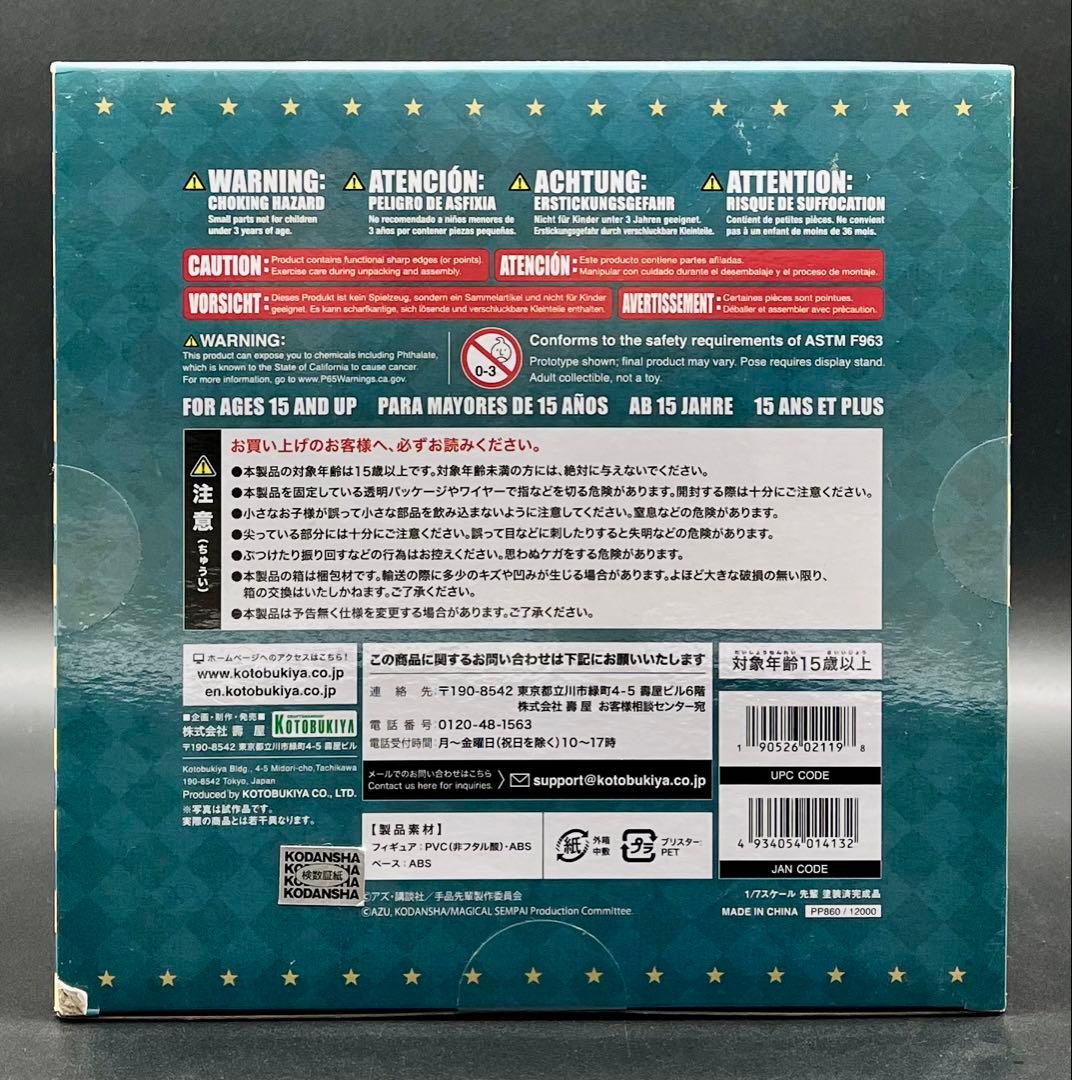 WARNING:
CHOKING HAZARD
Small parts not for children
under 3 years of age.
ATENCIÓN:
PELIGRO DE ASFIXIA
No recomendado a niños menores de
3 años por contener piezas pequeñas.
ACHTUNG:
ERSTICKUNGSGEFAHR
Nicht für Kinder unter 3 Jahren geeignet.
Erstickungsgefahr durch verschluckbare Kleinteile.
ATTENTION:
RISQUE DE SUFFOCATION
Contient de petites pièces. Ne convient
pas à un enfant de moins de 36 mois.
CAUTION : Product contains functional sharp edges (or points).
Exercise care during unpacking and assembly.
ATENCIÓN : Este producto contiene partes afiladas.
Manipular con cuidado durante el desembalaje y el proceso de montaje.
VORSICHT : Dieses Produkt ist kein Spielzeug, sondern ein Sammelartikel und nicht für Kinder
geeignet. Es kann scharfkantige, sich lösende und verschluckbare Kleinteile enthalten.
AVERTISSEMENT : Certaines pièces sont pointues.
Déballer et assembler avec précaution.
WARNING:
This product can expose you to chemicals including Phthalate,
which is known to the State of California to cause cancer.
For more information, go to www.P65Warnings.ca.gov.
0-3
Conforms to the safety requirements of ASTM F963
Prototype shown; final product may vary. Pose requires display stand.
Adult collectible, not a toy.
FOR AGES 15 AND UP PARA MAYORES DE 15 AÑOS AB 15 JAHRE 15 ANS ET PLUS
注意(ちゅうい)
お買い上げのお客様へ、必ずお読みください。
●本製品の対象年齢は15歳以上です。対象年齢未満の方には、絶対に与えないでください。
●本製品を固定している透明パッケージやワイヤーで指などを切る危険があります。開封する際は十分にご注意ください。
●小さなお子様が誤って小さな部品を飲み込まないように注意してください。窒息などの危険があります。
●尖っている部分には十分にご注意ください。誤って目などに刺したりすると失明などの危険があります。
●ぶつけたり振り回すなどの行為はお控えください。思わぬケガをする危険があります。
●本製品の箱は梱包材です。輸送の際に多少のキズや凹みが生じる場合があります。よほど大きな破損の無い限り、
箱の交換はいたしかねます。ご了承ください。
●本製品は予告無く仕様を変更する場合があります。ご了承ください。
ホームページへのアクセスはこちら!
www.kotobukiya.co.jp
en.kotobukiya.co.jp
■企画・制作・発売■
株式会社 壽屋
KOTOBUKIYA
〒190-8542 東京都立川市緑町4-5 壽屋ビル
Kotobukiya Bldg., 4-5 Midori-cho,Tachikawa
190-8542 Tokyo, Japan
Produced by KOTOBUKIYA CO., LTD.
※写真は試作品です。
実際の商品とは若干異なります。
この商品に関するお問い合わせは下記にお願いいたします
連絡先:〒190-8542 東京都立川市緑町4-5 壽屋ビル6階
株式会社 壽屋 お客様相談センター宛
電話番号:0120-48-1563
電話受付時間:月〜金曜日(祝日を除く)10〜17時
メールでのお問い合わせはこちら
Contact us here for inquiries.
support@kotobukiya.co.jp
【製品素材】
フィギュア:PVC(非フタル酸)・ABS
ベース:ABS
紙
外箱
中敷
プラ
ブリスター:
PET
だいしょうねんれい さいいじょう
対象年齢15歳以上
1 90526 02119 8
UPC CODE
4 934054 014132
JAN CODE
KODANSHA
検数証紙
KODANSHA
©アズ・講談社/手品先輩製作委員会
©AZU, KODANSHA/MAGICAL SEMPAI Production Committee.
1/7スケール 先輩 塗装済完成品
MADE IN CHINA PP860 / 12000